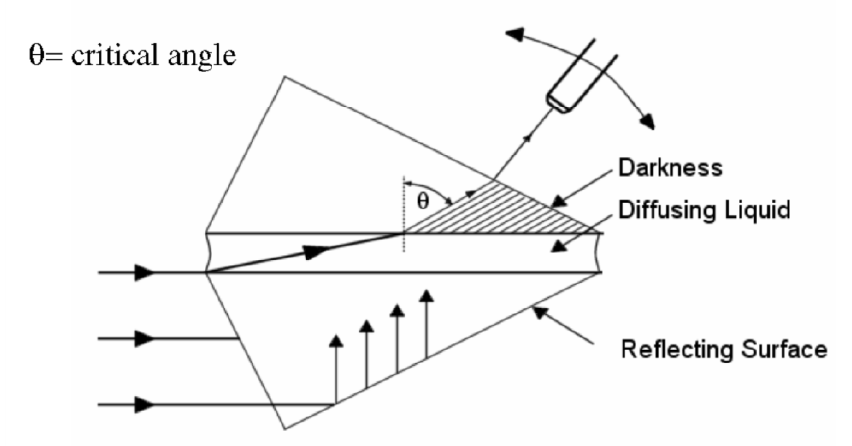 θ= critical angle
Darkness
θ
Diffusing Liquid
Reflecting Surface